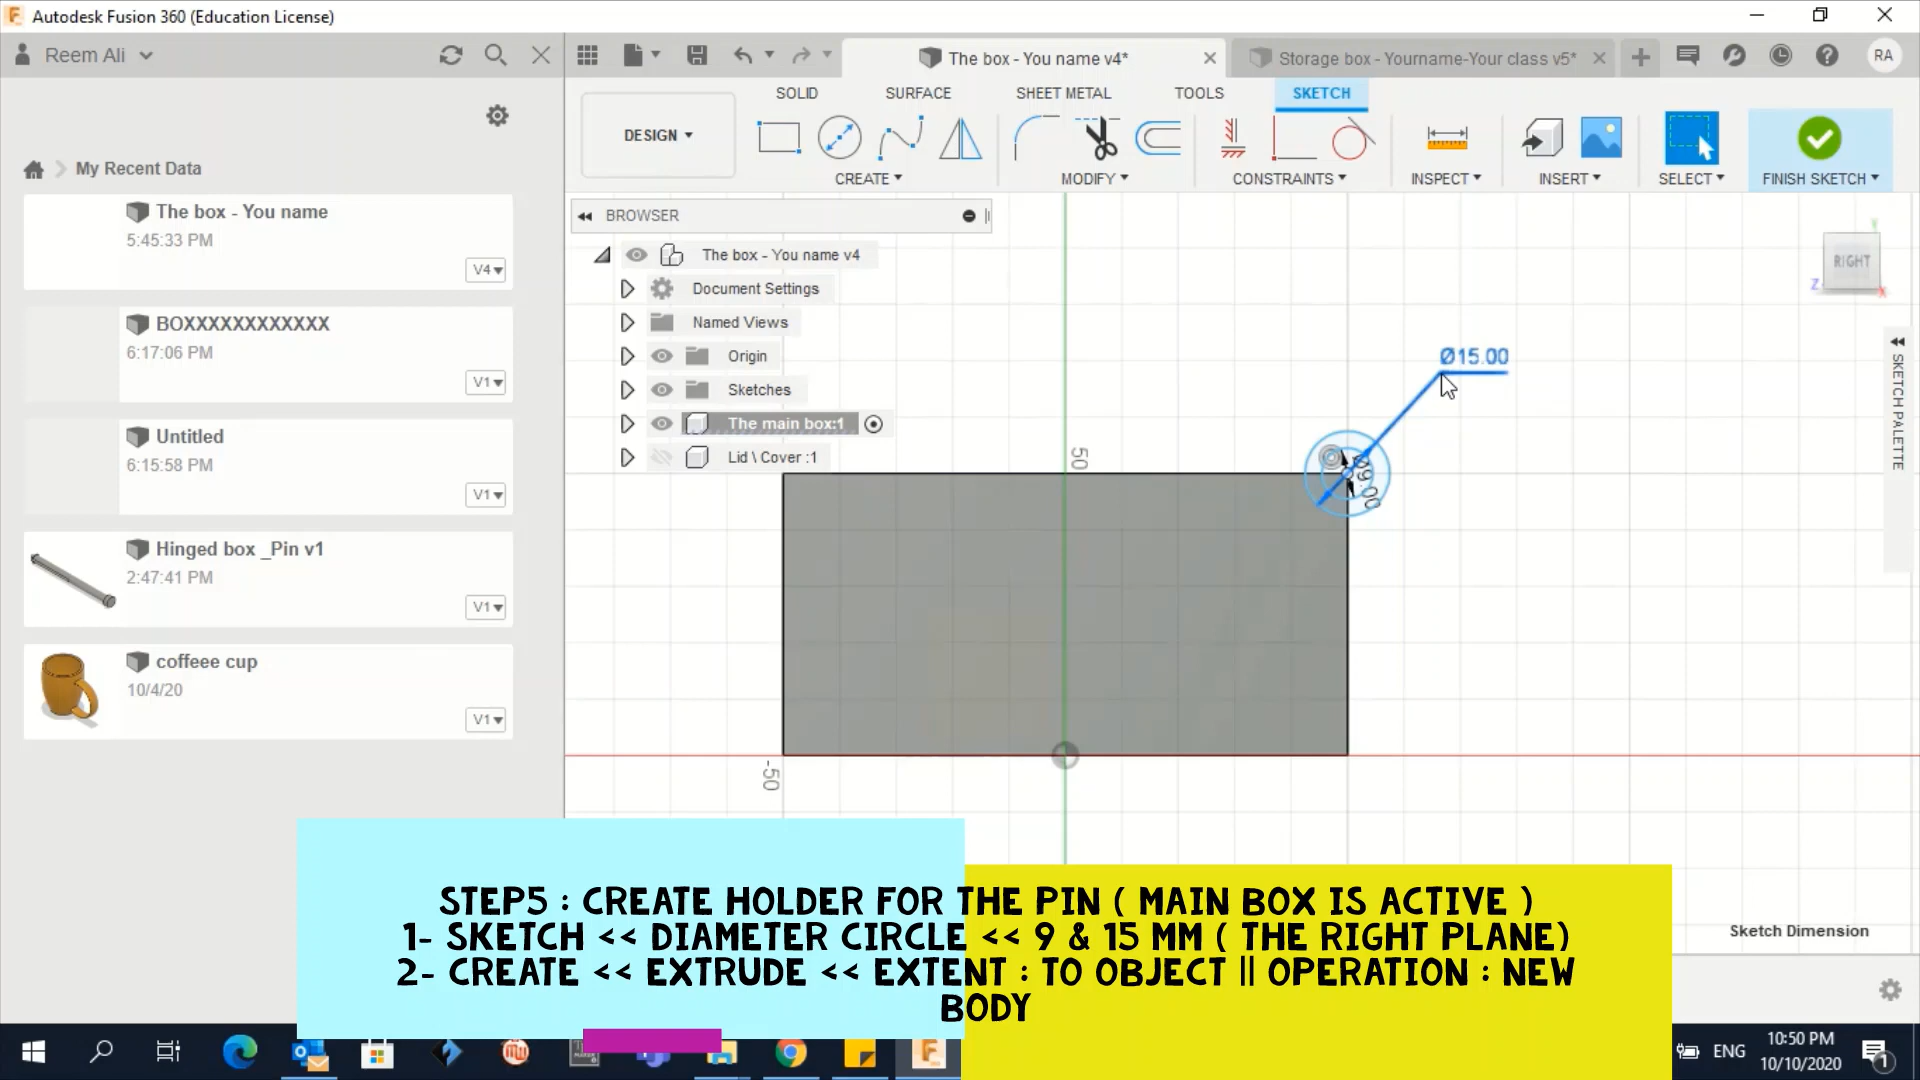 Autodesk Fusion 360 (Education License)
Reem Ali
The box - You name v4*
Storage box - Yourname-Your class v5*
RA
SOLID
SURFACE
SHEET METAL
TOOLS
SKETCH
DESIGN
CREATE
MODIFY
CONSTRAINTS
INSPECT
INSERT
SELECT
FINISH SKETCH
My Recent Data
The box - You name
5:45:33 PM
V4
BOXXXXXXXXXXXX
6:17:06 PM
V1
Untitled
6:15:58 PM
V1
Hinged box _Pin v1
2:47:41 PM
V1
coffeee cup
10/4/20
V1
BROWSER
The box - You name v4
Document Settings
Named Views
Origin
Sketches
The main box:1
Lid \ Cover :1
RIGHT
Y
Z
X
SKETCH PALETTE
Ø15.00
Ø9.00
50
-50
STEP5 : CREATE HOLDER FOR THE PIN ( MAIN BOX IS ACTIVE )
1- SKETCH << DIAMETER CIRCLE << 9 & 15 MM ( THE RIGHT PLANE)
2- CREATE << EXTRUDE << EXTENT : TO OBJECT || OPERATION : NEW
BODY
Sketch Dimension
ENG
10:50 PM
10/10/2020
1